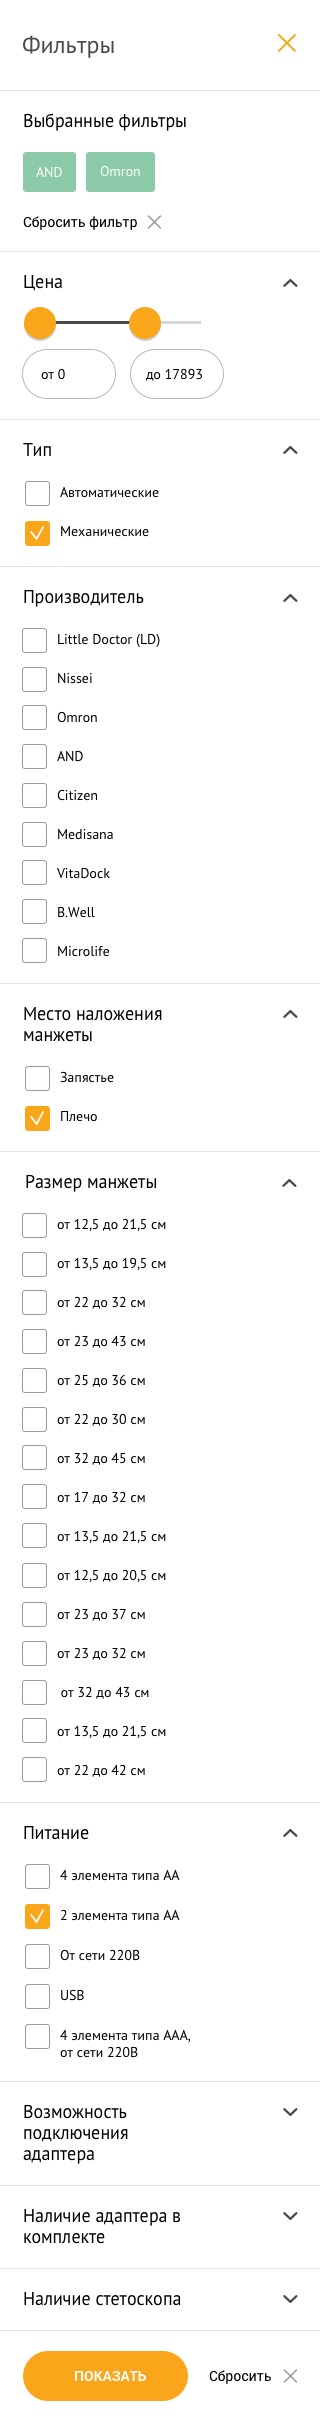 Фильтры
Выбранные фильтры
AND
Omron
Сбросить фильтр
Цена
от 0
до 17893
Тип
Автоматические
Механические
Производитель
Little Doctor (LD)
Nissei
Omron
AND
Citizen
Medisana
VitaDock
B.Well
Microlife
Место наложения
манжеты
Запястье
Плечо
Размер манжеты
от 12,5 до 21,5 см
от 13,5 до 19,5 см
от 22 до 32 см
от 23 до 43 см
от 25 до 36 см
от 22 до 30 см
от 32 до 45 см
от 17 до 32 см
от 13,5 до 21,5 см
от 12,5 до 20,5 см
от 23 до 37 см
от 23 до 32 см
от 32 до 43 см
от 13,5 до 21,5 см
от 22 до 42 см
Питание
4 элемента типа АА
2 элемента типа АА
От сети 220В
USB
4 элемента типа ААА,
от сети 220В
Возможность
подключения
адаптера
Наличие адаптера в
комплекте
Наличие стетоскопа
ПОКАЗАТЬ
Сбросить